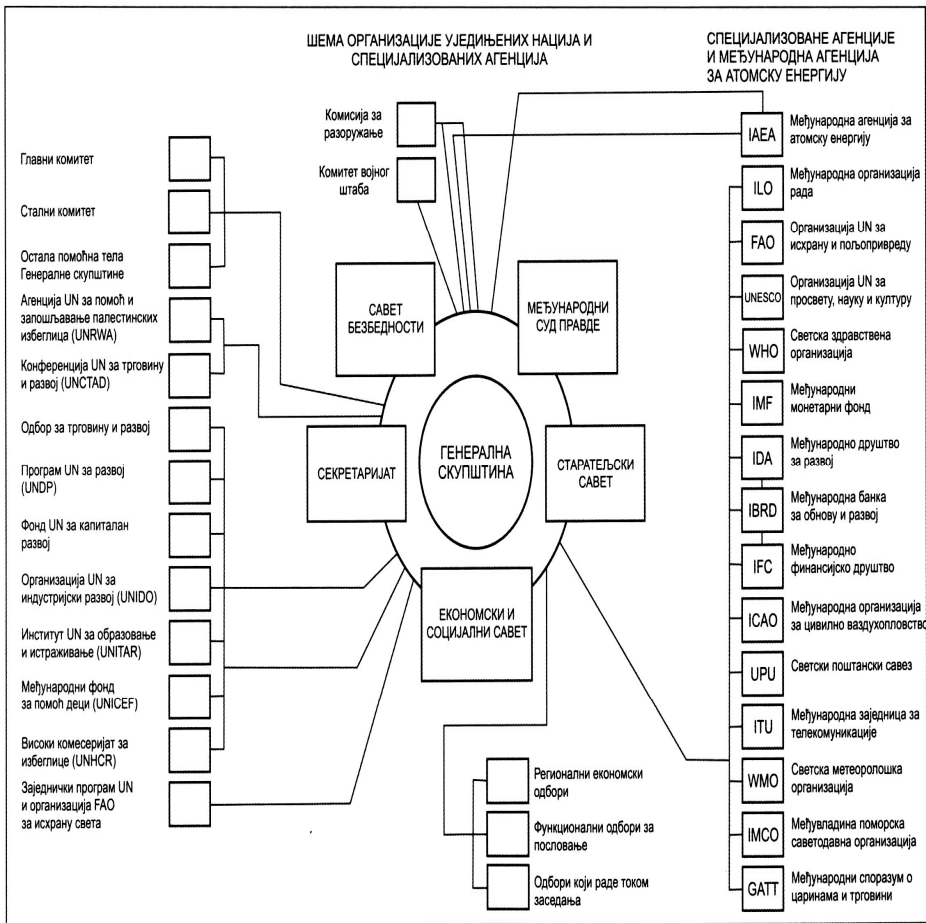 ШЕМА ОРГАНИЗАЦИЈЕ УЈЕДИЊЕНИХ НАЦИЈА И
СПЕЦИЈАЛИЗОВАНИХ АГЕНЦИЈА
СПЕЦИЈАЛИЗОВАНЕ АГЕНЦИЈЕ
И МЕЂУНАРОДНА АГЕНЦИЈА
ЗА АТОМСКУ ЕНЕРГИЈУ
Комисија за
разоружање
Комитет војног
штаба
Главни комитет
Стални комитет
Остала помоћна тела
Генералне скупштине
Агенција UN за помоћ и
запошљавање палестинских
избеглица (UNRWA)
Конференција UN за трговину
и развој (UNCTAD)
Одбор за трговину и развој
Програм UN за развој
(UNDP)
Фонд UN за капиталан
развој
Организација UN за
индустријски развој (UNIDO)
Институт UN за образовање
и истраживање (UNITAR)
Међународни фонд
за помоћ деци (UNICEF)
Високи комесеријат за
избеглице (UNHCR)
Заједнички програм UN
и организација FAO
за исхрану света
САВЕТ
БЕЗБЕДНОСТИ
МЕЂУНАРОДНИ
СУД ПРАВДЕ
СЕКРЕТАРИЈАТ
ГЕНЕРАЛНА
СКУПШТИНА
СТАРАТЕЉСКИ
САВЕТ
ЕКОНОМСКИ И
СОЦИЈАЛНИ САВЕТ
Регионални економски
одбори
Функционални одбори за
пословање
Одбори који раде током
заседања
IAEA
Међународна агенција за
атомску енергију
ILO
Међународна организација
рада
FAO
Организација UN за
исхрану и пољопривреду
UNESCO
Организација UN за
просвету, науку и културу
WHO
Светска здравствена
организација
IMF
Међународни
монетарни фонд
IDA
Међународно друштво
за развој
IBRD
Међународна банка
за обнову и развој
IFC
Међународно
финансијско друштво
ICAO
Међународна организација
за цивилно ваздухопловство
UPU
Светски поштански савез
ITU
Међународна заједница за
телекомуникације
WMO
Светска метеоролошка
организација
IMCO
Међувладина поморска
саветодавна организација
GATT
Међународни споразум о
царинама и трговини